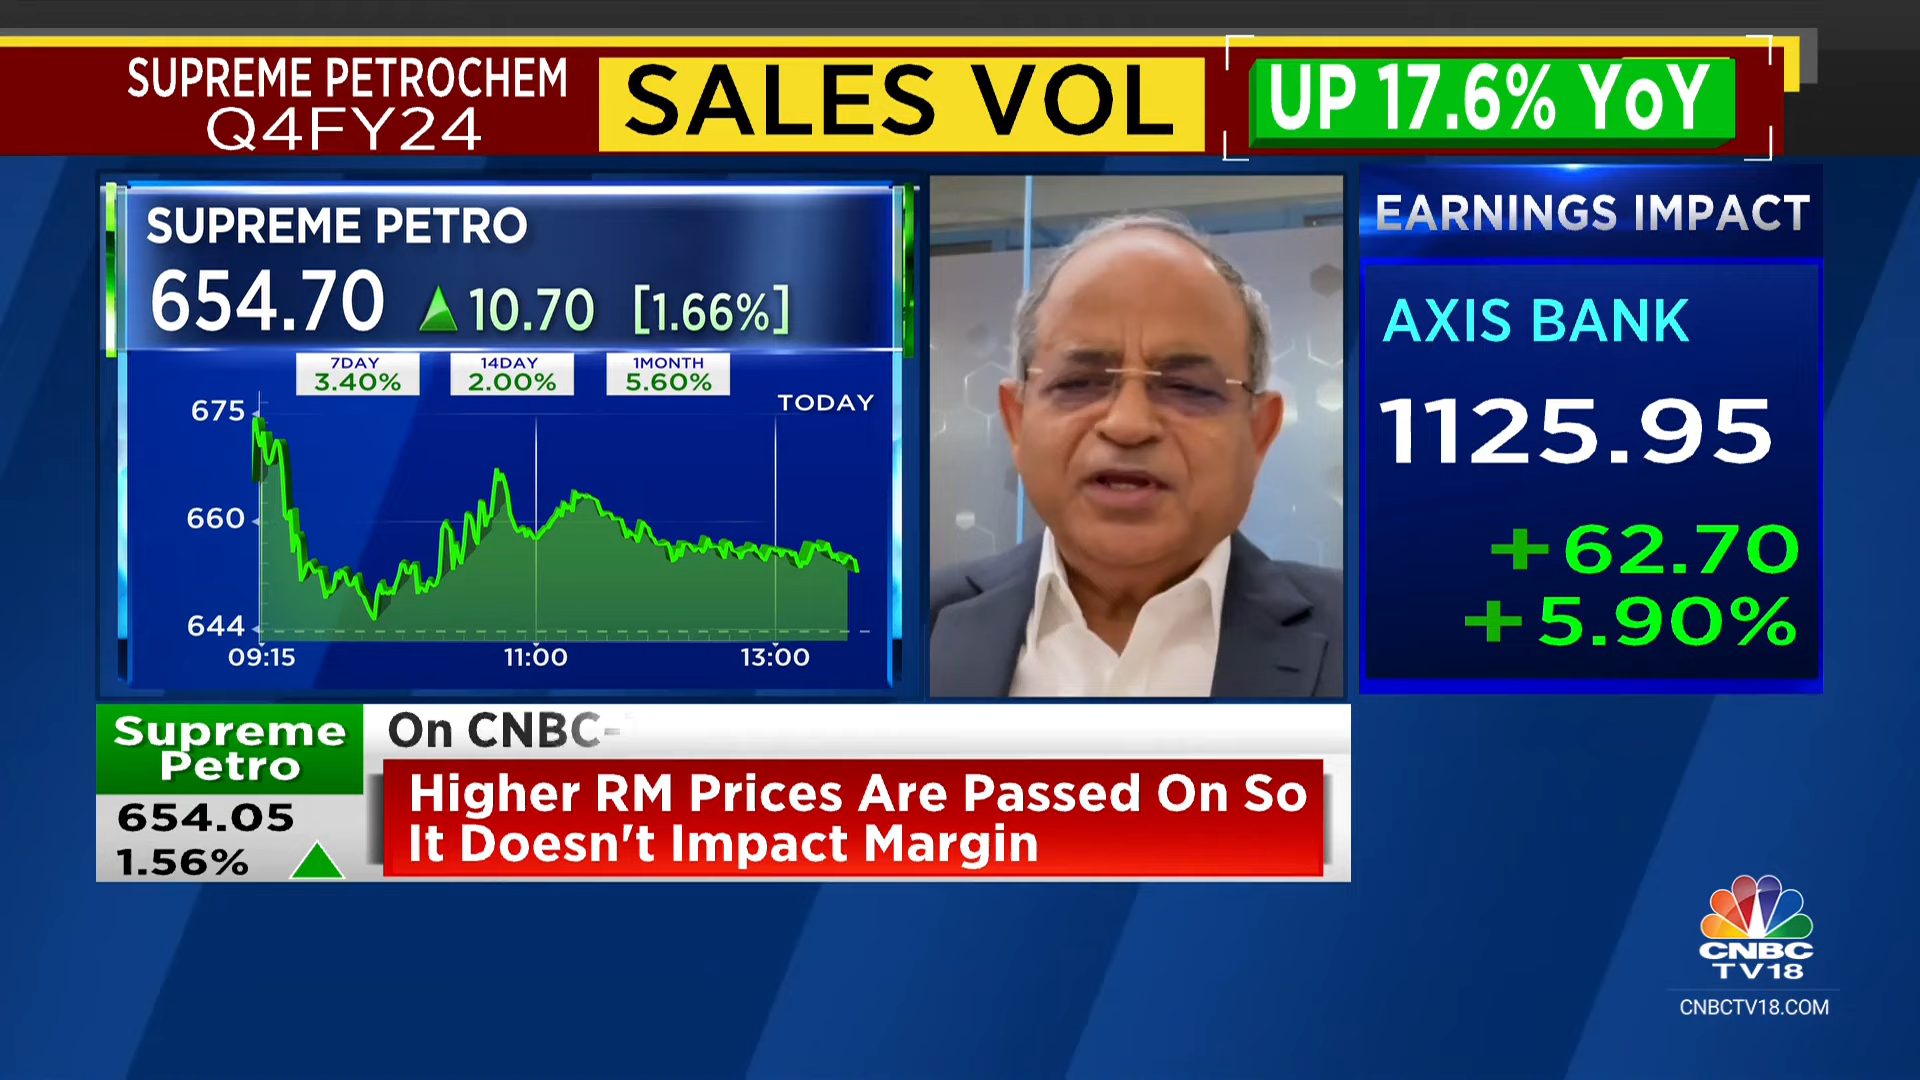 SUPREME PETROCHEM
Q4FY24
SALES VOL
UP 17.6% YoY
SUPREME PETRO
654.70 ▲ 10.70 [1.66%]
7DAY
3.40%
14DAY
2.00%
1MONTH
5.60%
TODAY
675
660
644
09:15 11:00 13:00
EARNINGS IMPACT
AXIS BANK
1125.95
+62.70
+5.90%
Supreme
Petro
654.05
1.56%
On CNBC-
Higher RM Prices Are Passed On So
It Doesn't Impact Margin
CNBC
TV18
CNBCTV18.COM